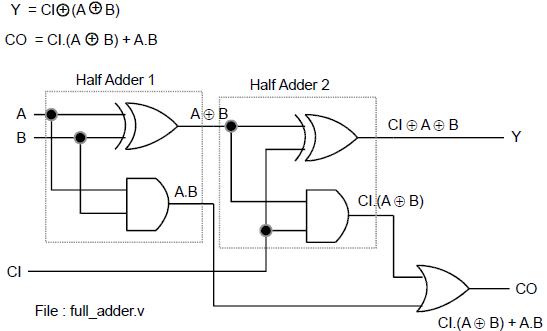 Y = CI⊕(A ⊕ B)
CO = CI.(A ⊕ B) + A.B
Half Adder 1
Half Adder 2
A
A ⊕ B
CI ⊕ A ⊕ B
B
Y
A.B
CI.(A ⊕ B)
CI
CO
File : full_adder.v
CI.(A ⊕ B) + A.B